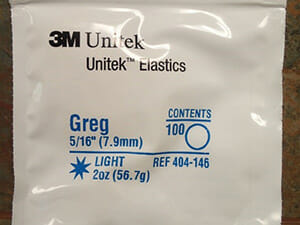 3M Unitek
Unitek™ Elastics
Greg
5/16" (7.9mm)
CONTENTS
100
LIGHT
2oz (56.7g)
REF 404-146